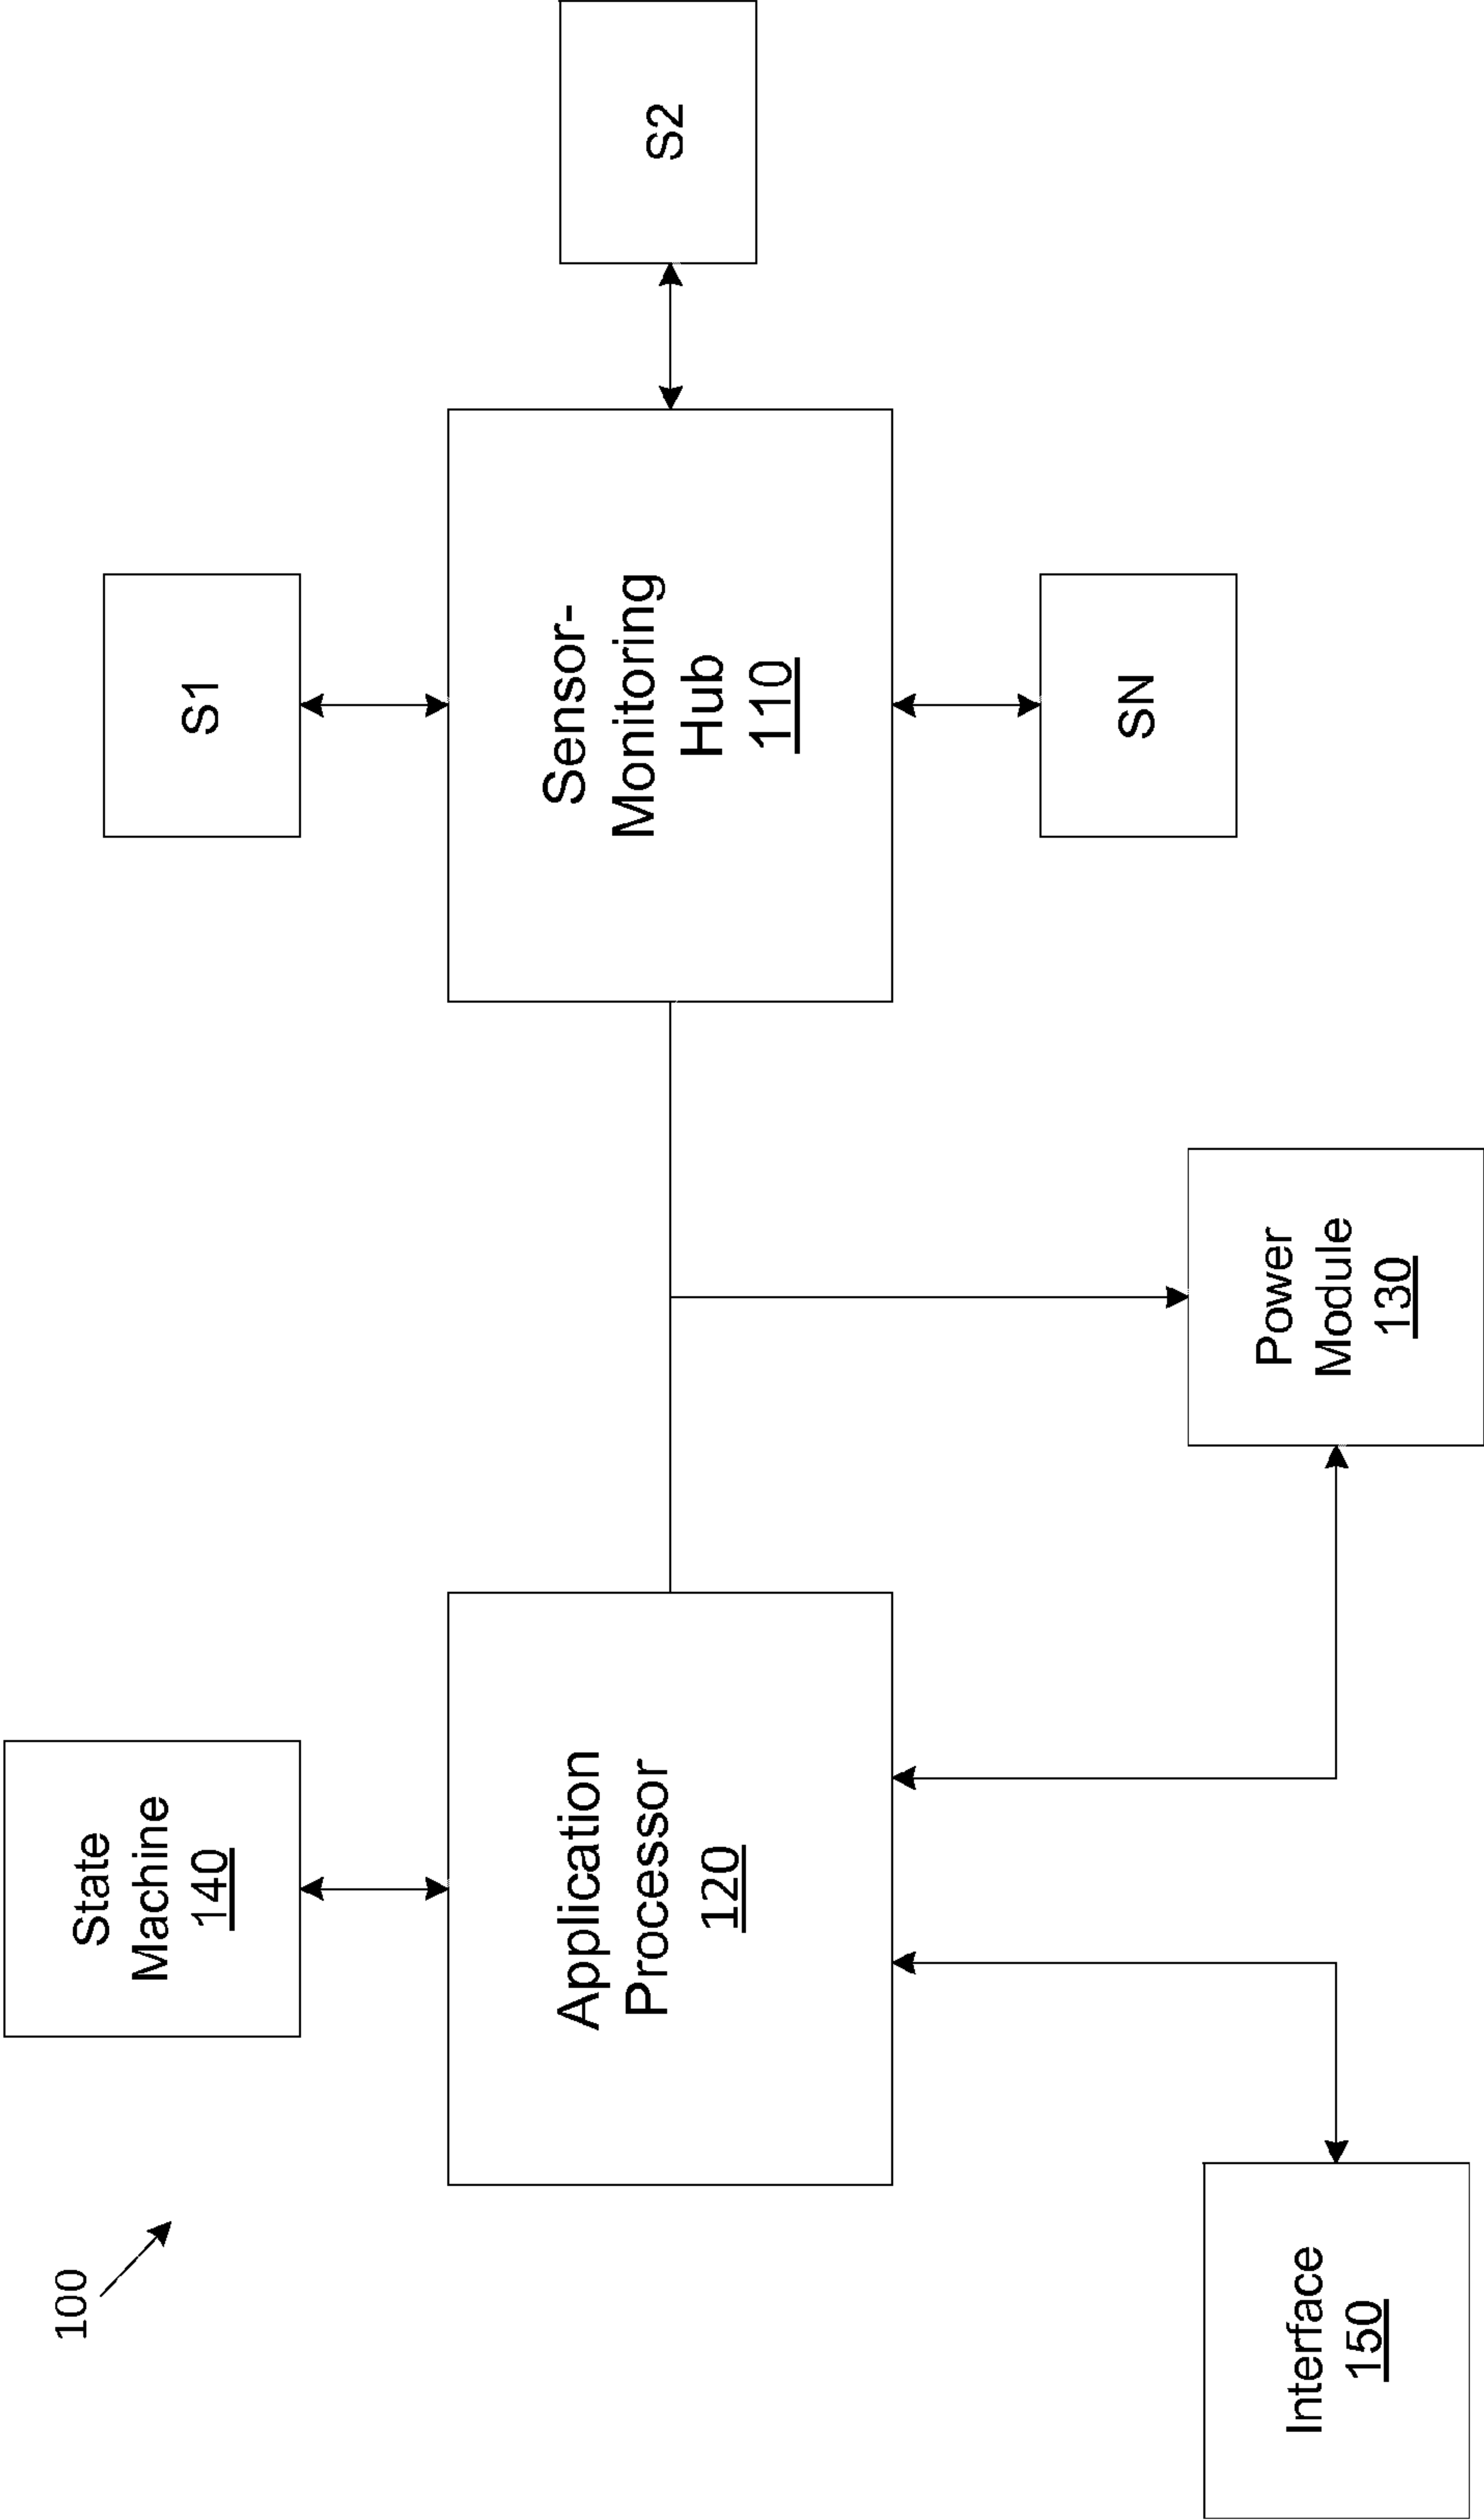 100
State
Machine
140
S1
Application
Processor
120
Sensor-
Monitoring
Hub
110
S2
Interface
150
Power
Module
130
SN